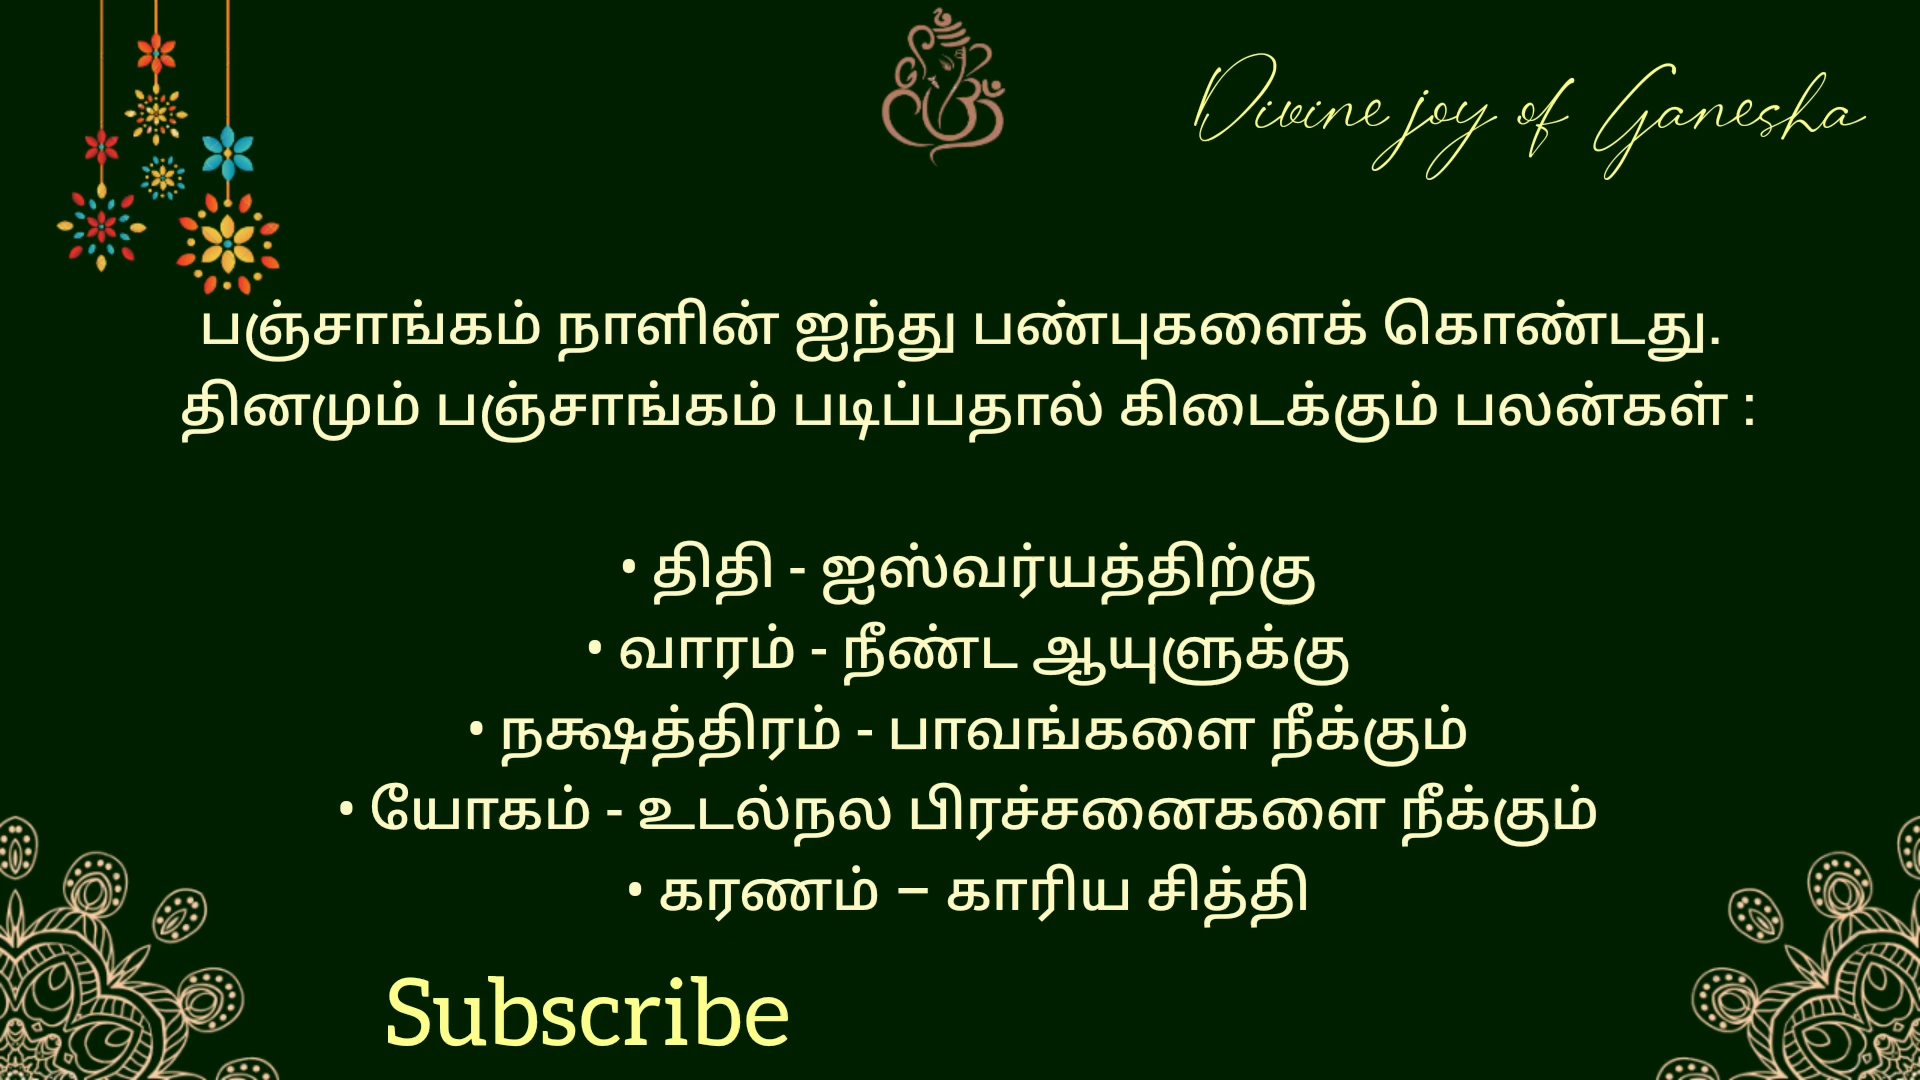 Divine joy of Ganesha
பஞ்சாங்கம் நாளின் ஐந்து பண்புகளைக் கொண்டது.
தினமும் பஞ்சாங்கம் படிப்பதால் கிடைக்கும் பலன்கள் :
• திதி - ஐஸ்வர்யத்திற்கு
• வாரம் - நீண்ட ஆயுளுக்கு
• நக்ஷத்திரம் - பாவங்களை நீக்கும்
• யோகம் - உடல்நல பிரச்சனைகளை நீக்கும்
• கரணம் – காரிய சித்தி
Subscribe